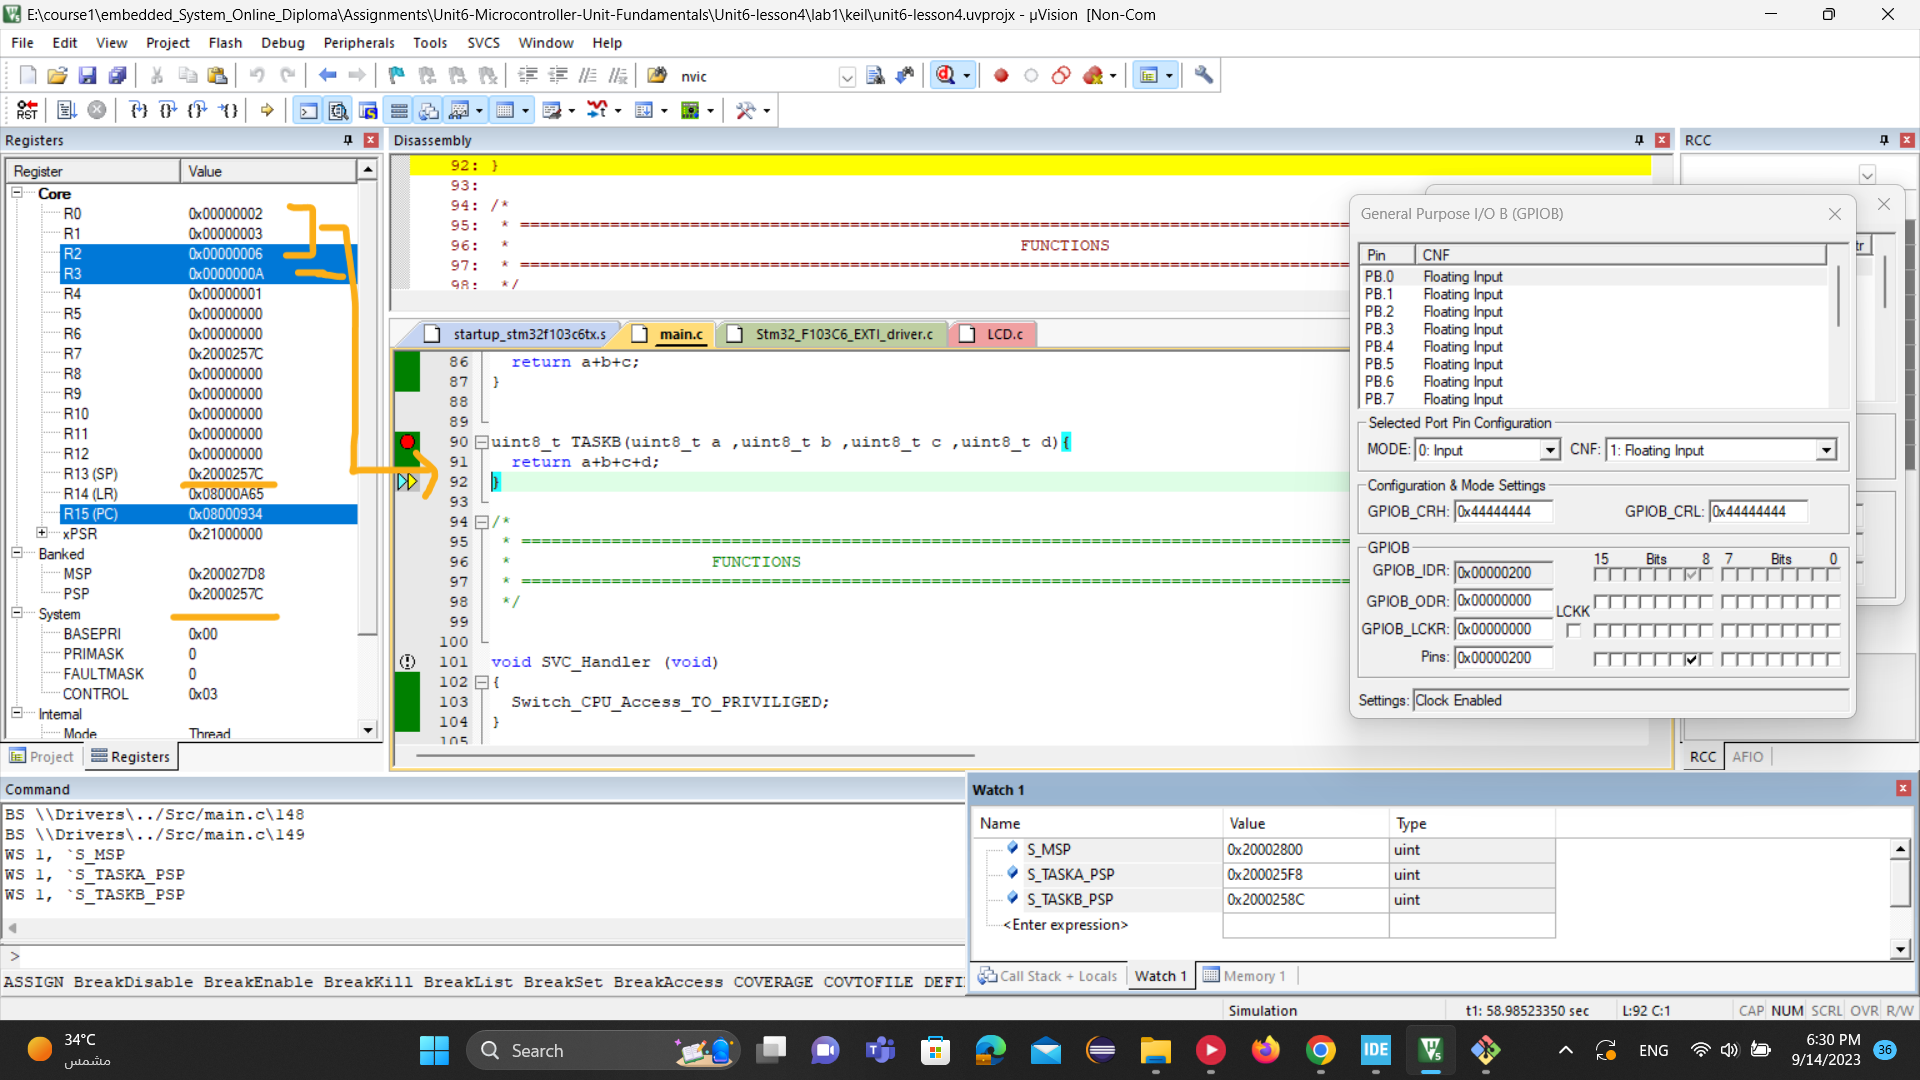 E:\course1\embedded_System_Online_Diploma\Assignments\Unit6-Microcontroller-Unit-Fundamentals\Unit6-lesson4\lab1\keil\unit6-lesson4.uvprojx - µVision  [Non-Com
File Edit View Project Flash Debug Peripherals Tools SVCS Window Help
nvic
RST
Registers
Register Value
Core
R0 0x00000002
R1 0x00000003
R2 0x00000006
R3 0x0000000A
R4 0x00000001
R5 0x00000000
R6 0x00000000
R7 0x2000257C
R8 0x00000000
R9 0x00000000
R10 0x00000000
R11 0x00000000
R12 0x00000000
R13 (SP) 0x2000257C
R14 (LR) 0x08000A65
R15 (PC) 0x08000934
xPSR 0x21000000
Banked
MSP 0x200027D8
PSP 0x2000257C
System
BASEPRI 0x00
PRIMASK 0
FAULTMASK 0
CONTROL 0x03
Internal
Mode Thread
Project Registers
Disassembly
92: }
93:
94: /*
95: * ====================
96: * FUNCTIONS
97: * ====================
98: */
startup_stm32f103c6tx.s main.c Stm32_F103C6_EXTI_driver.c LCD.c
86 return a+b+c;
87 }
88
89
90 uint8_t TASKB(uint8_t a ,uint8_t b ,uint8_t c ,uint8_t d){
91 return a+b+c+d;
92 }
93
94 /*
95 * ====================
96 * FUNCTIONS
97 * ====================
98 */
99
100
101 void SVC_Handler (void)
102 {
103 Switch_CPU_Access_TO_PRIVILIGED;
104 }
105
RCC
General Purpose I/O B (GPIOB)
Pin CNF
PB.0 Floating Input
PB.1 Floating Input
PB.2 Floating Input
PB.3 Floating Input
PB.4 Floating Input
PB.5 Floating Input
PB.6 Floating Input
PB.7 Floating Input
Selected Port Pin Configuration
MODE: 0: Input CNF: 1: Floating Input
Configuration & Mode Settings
GPIOB_CRH: 0x44444444 GPIOB_CRL: 0x44444444
GPIOB
15 Bits 8 7 Bits 0
GPIOB_IDR: 0x00000200
GPIOB_ODR: 0x00000000
LCKK
GPIOB_LCKR: 0x00000000
Pins: 0x00000200
Settings: Clock Enabled
RCC AFIO
Command
BS \\Drivers\../Src/main.c\148
BS \\Drivers\../Src/main.c\149
WS 1, `S_MSP
WS 1, `S_TASKA_PSP
WS 1, `S_TASKB_PSP
>
ASSIGN BreakDisable BreakEnable BreakKill BreakList BreakSet BreakAccess COVERAGE COVTOFILE DEFI
Watch 1
Name Value Type
S_MSP 0x20002800 uint
S_TASKA_PSP 0x200025F8 uint
S_TASKB_PSP 0x2000258C uint
<Enter expression>
Call Stack + Locals Watch 1 Memory 1
Simulation t1: 58.98523350 sec L:92 C:1 CAP NUM SCRL OVR R/W
34°C
مشمس
Search
IDE
ENG
6:30 PM
9/14/2023
36